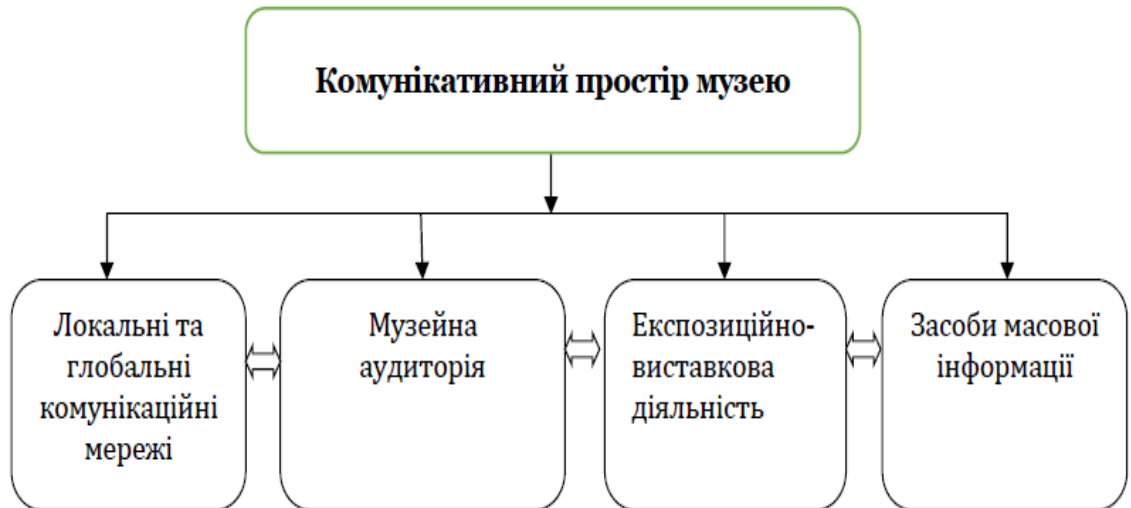 Комунікативний простір музею
Локальні та
глобальні
комунікаційні
мережі
Музейна
аудиторія
Експозиційно-
виставкова
діяльність
Засоби масової
інформації